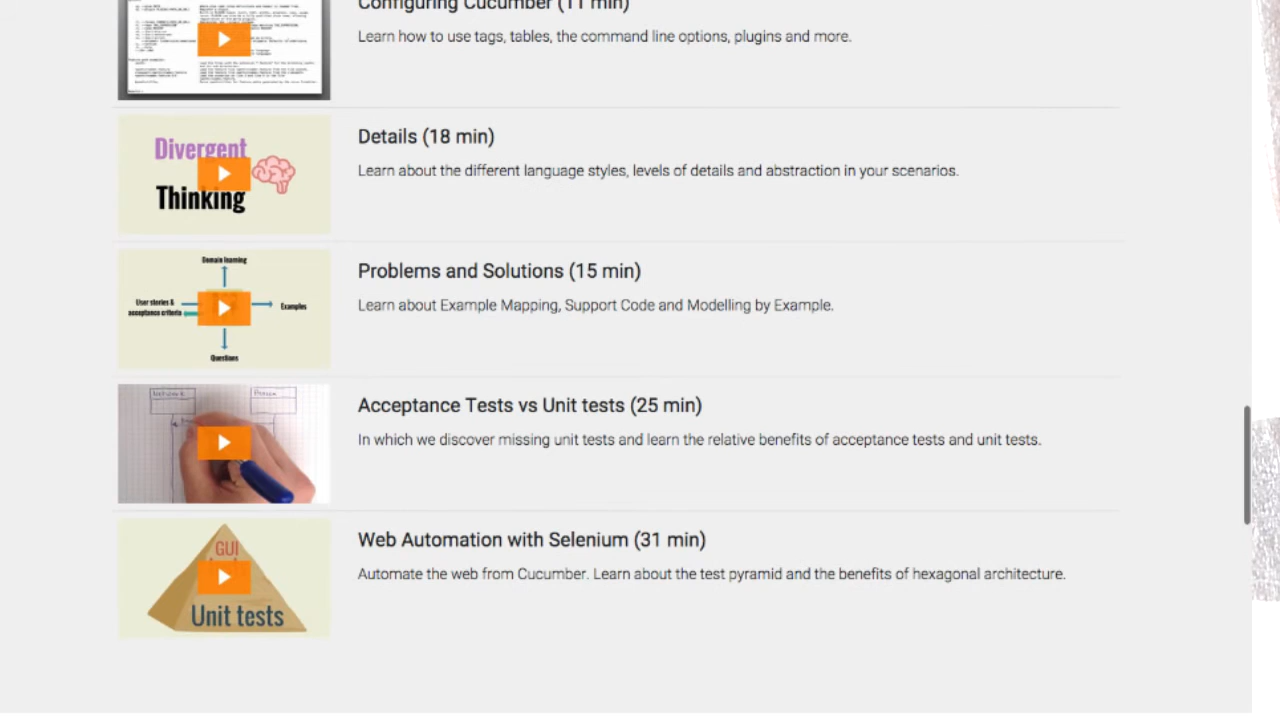 Configuring Cucumber (11 min)
Learn how to use tags, tables, the command line options, plugins and more.
Divergent
Thinking
Details (18 min)
Learn about the different language styles, levels of details and abstraction in your scenarios.
Domain learning
User stories &
acceptance criteria
Examples
Questions
Problems and Solutions (15 min)
Learn about Example Mapping, Support Code and Modelling by Example.
Acceptance Tests vs Unit tests (25 min)
In which we discover missing unit tests and learn the relative benefits of acceptance tests and unit tests.
GUI
Unit tests
Web Automation with Selenium (31 min)
Automate the web from Cucumber. Learn about the test pyramid and the benefits of hexagonal architecture.